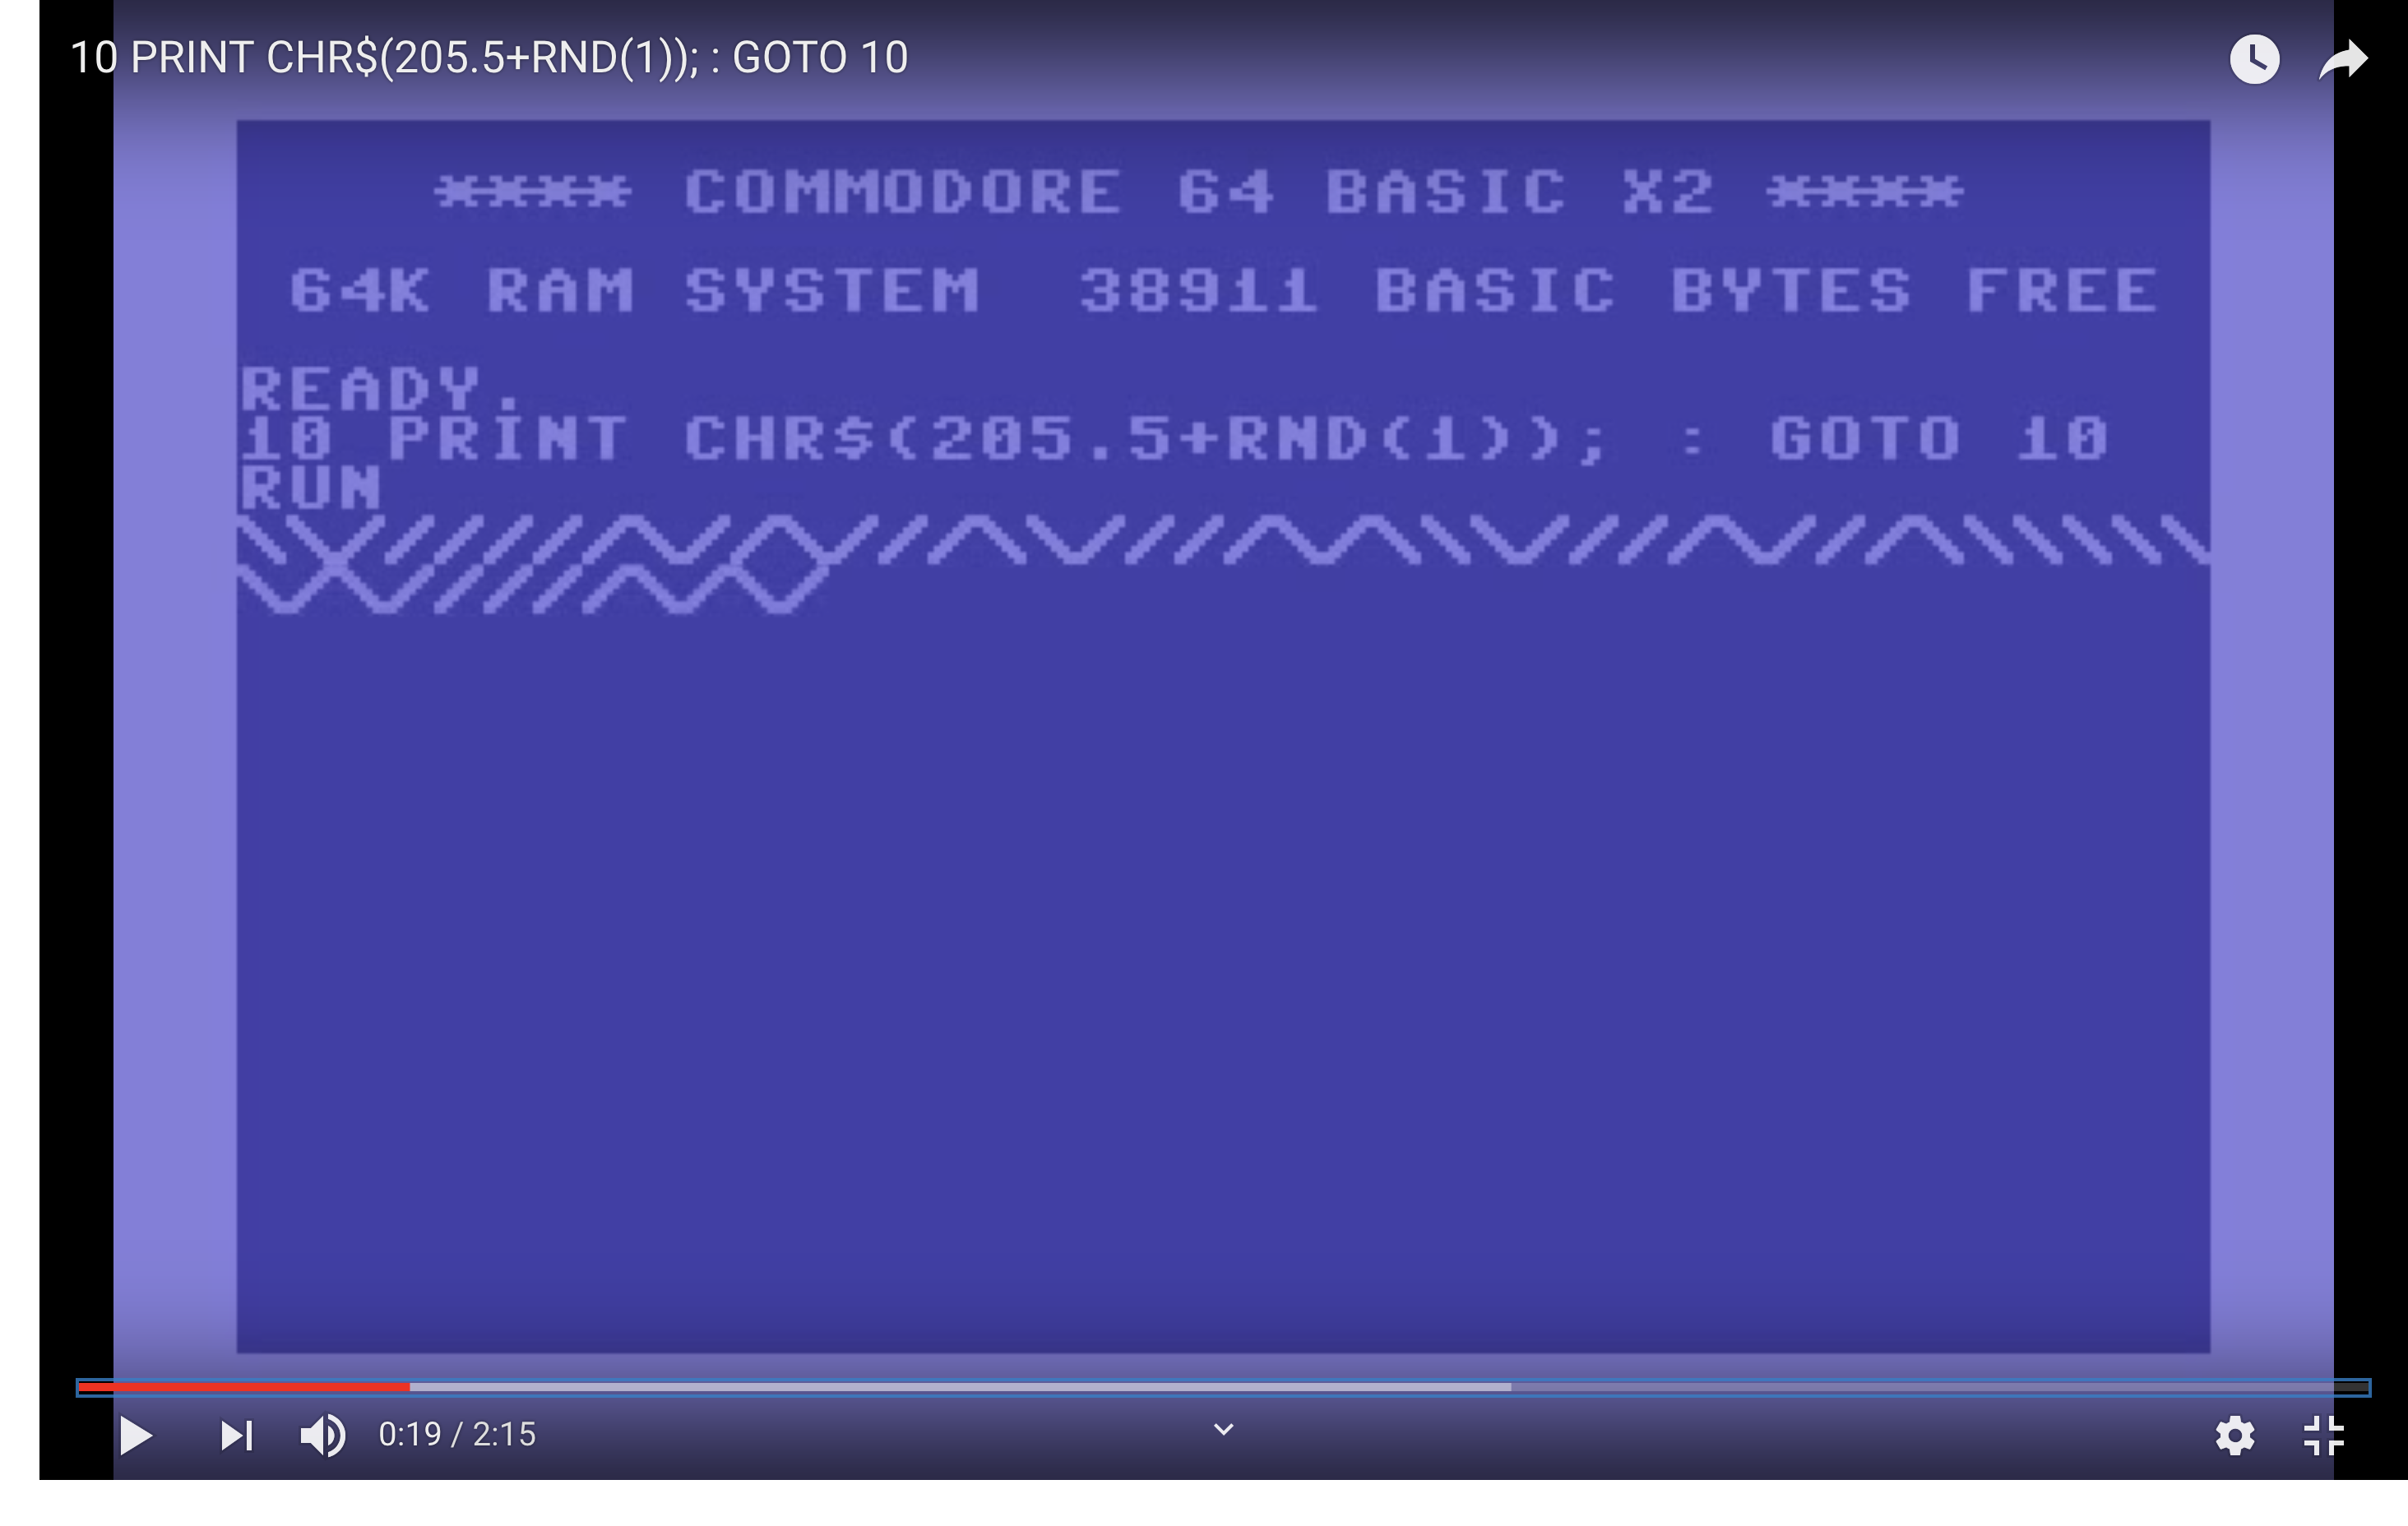 10 PRINT CHR$(205.5+RND(1)); : GOTO 10
**** COMMODORE 64 BASIC X2 ****
64K RAM SYSTEM  38911 BASIC BYTES FREE
READY.
10 PRINT CHR$(205.5+RND(1)); : GOTO 10
RUN
0:19 / 2:15